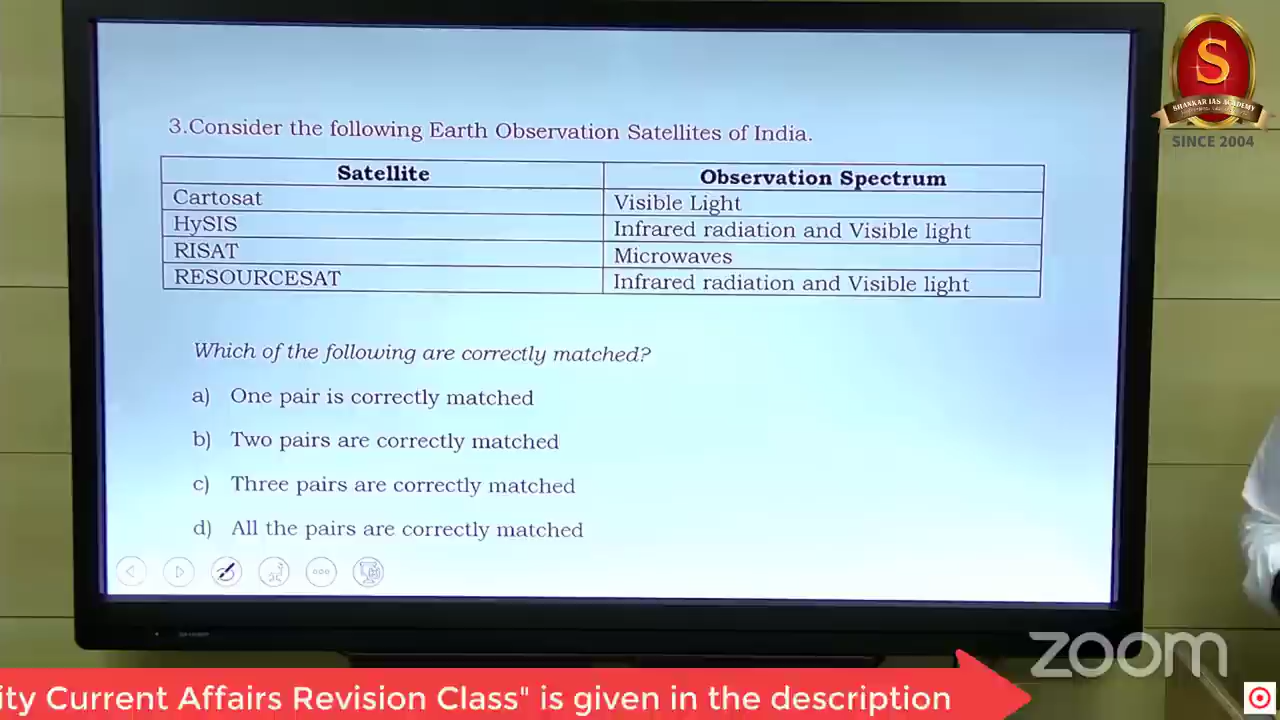 3.Consider the following Earth Observation Satellites of India.
Satellite Observation Spectrum
Cartosat Visible Light
HySIS Infrared radiation and Visible light
RISAT Microwaves
RESOURCESAT Infrared radiation and Visible light
Which of the following are correctly matched?
a) One pair is correctly matched
b) Two pairs are correctly matched
c) Three pairs are correctly matched
d) All the pairs are correctly matched
S
SHANKAR IAS ACADEMY
SINCE 2004
zoom
ity Current Affairs Revision Class" is given in the description